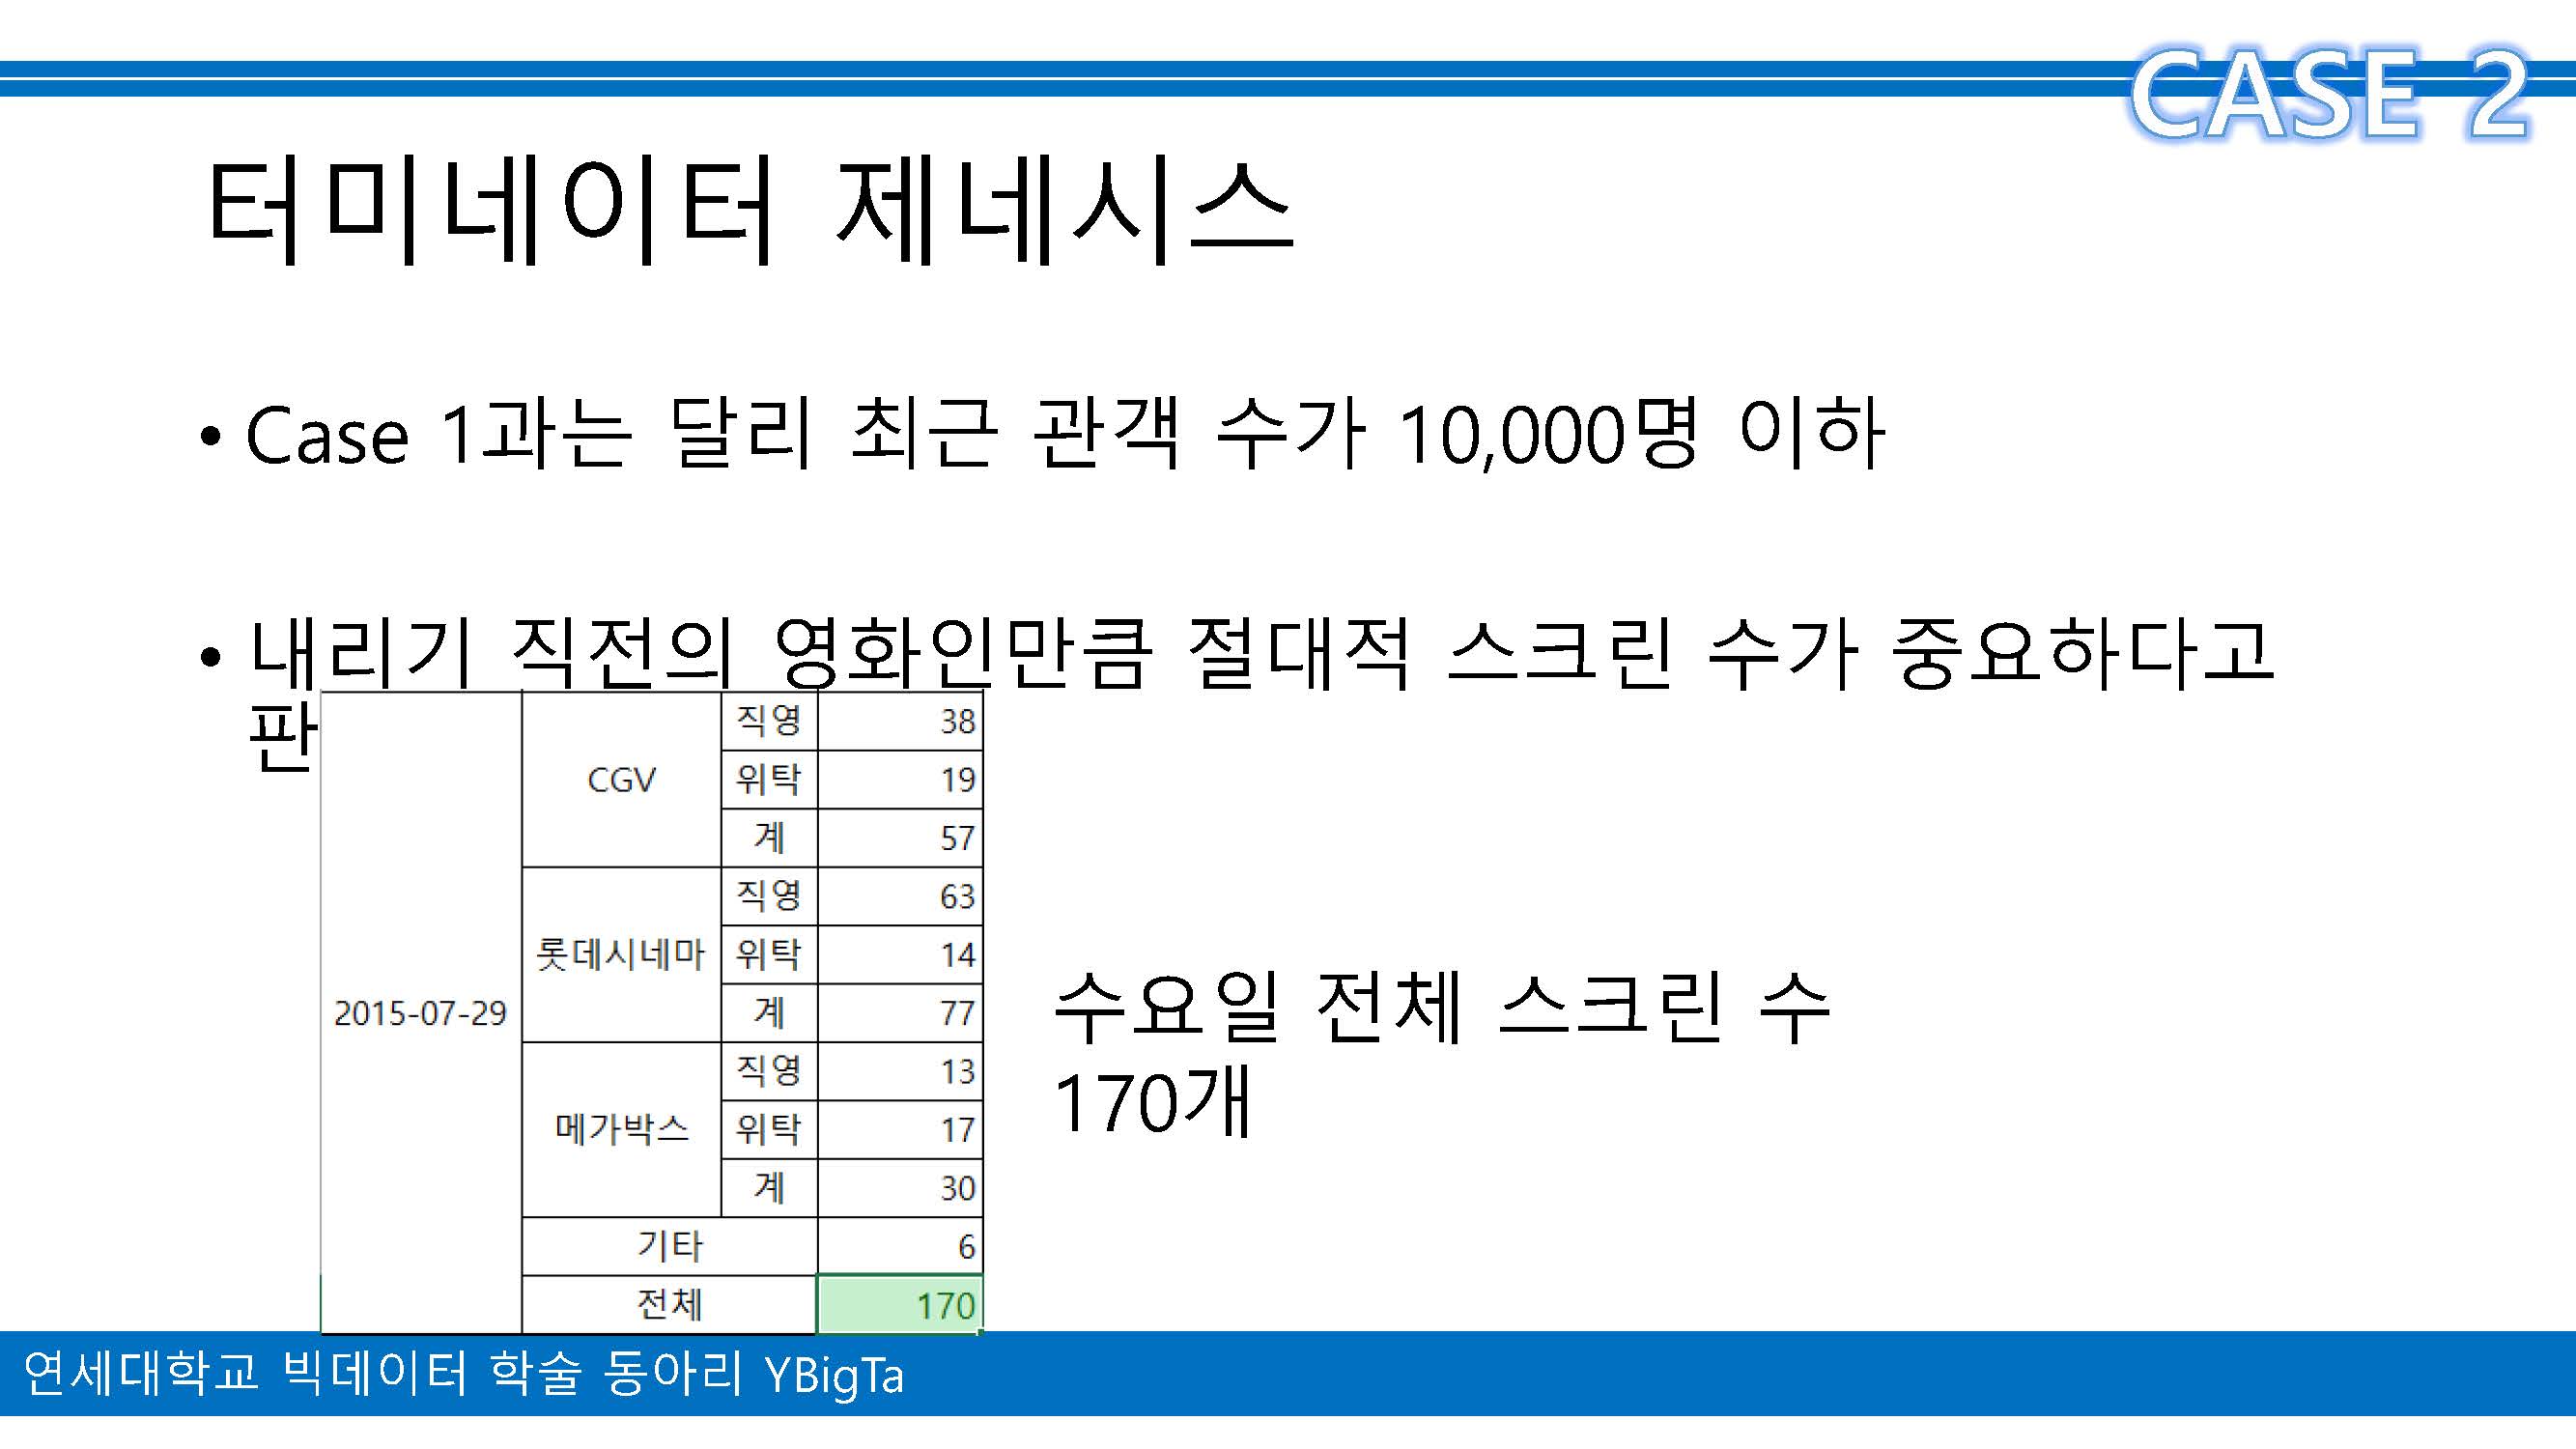 CASE 2
터미네이터 제네시스
• Case 1과는 달리 최근 관객 수가 10,000명 이하
• 내리기 직전의 영화인만큼 절대적 스크린 수가 중요하다고
판
2015-07-29
CGV
직영 38
위탁 19
계 57
롯데시네마
직영 63
위탁 14
계 77
메가박스
직영 13
위탁 17
계 30
기타 6
전체 170
수요일 전체 스크린 수
170개
연세대학교 빅데이터 학술 동아리 YBigTa